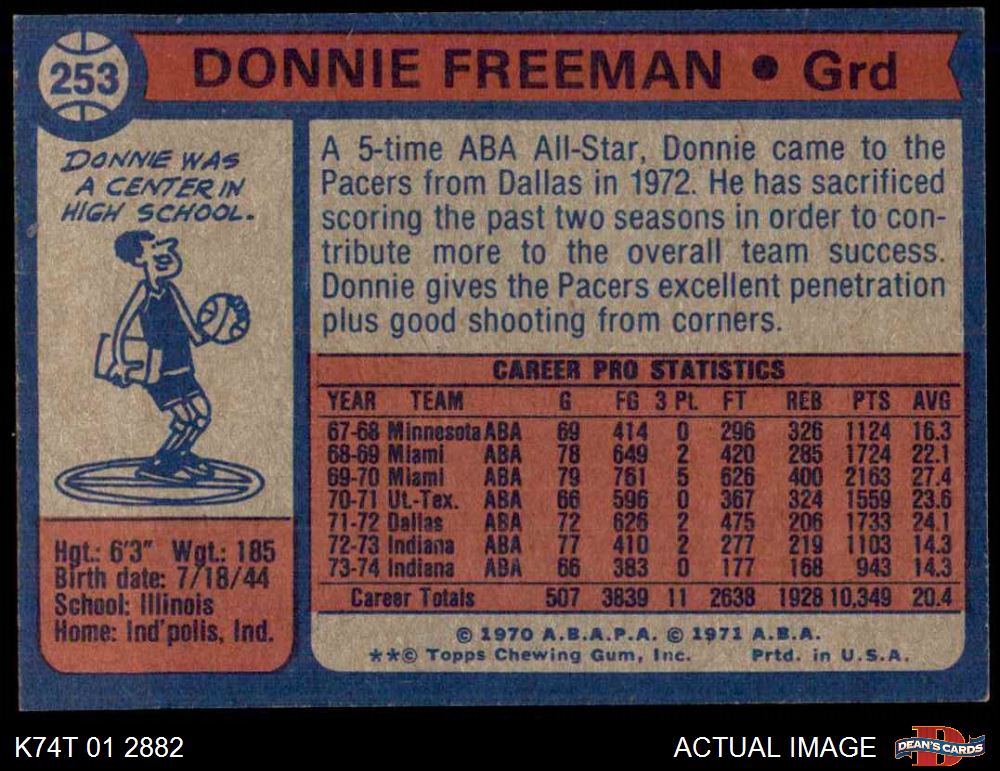 253
DONNIE FREEMAN • Grd
DONNIE WAS
A CENTER IN
HIGH SCHOOL.
A 5-time ABA All-Star, Donnie came to the
Pacers from Dallas in 1972. He has sacrificed
scoring the past two seasons in order to con-
tribute more to the overall team success.
Donnie gives the Pacers excellent penetration
plus good shooting from corners.
Hgt.: 6'3" Wgt.: 185
Birth date: 7/18/44
School: Illinois
Home: Ind'polis, Ind.
CAREER PRO STATISTICS
YEAR TEAM G FG 3 Pt. FT REB PTS AVG
67-68 Minnesota ABA 69 414 0 296 326 1124 16.3
68-69 Miami ABA 78 649 2 420 285 1724 22.1
69-70 Miami ABA 79 761 5 626 400 2163 27.4
70-71 Ut.-Tex. ABA 66 596 0 367 324 1559 23.6
71-72 Dallas ABA 72 626 2 475 206 1733 24.1
72-73 Indiana ABA 77 410 2 277 219 1103 14.3
73-74 Indiana ABA 66 383 0 177 168 943 14.3
Career Totals 507 3839 11 2638 1928 10,349 20.4
© 1970 A.B.A.P.A. © 1971 A.B.A.
**© Topps Chewing Gum, Inc. Prtd. in U.S.A.
K74T 01 2882
ACTUAL IMAGE
DEAN'S CARDS